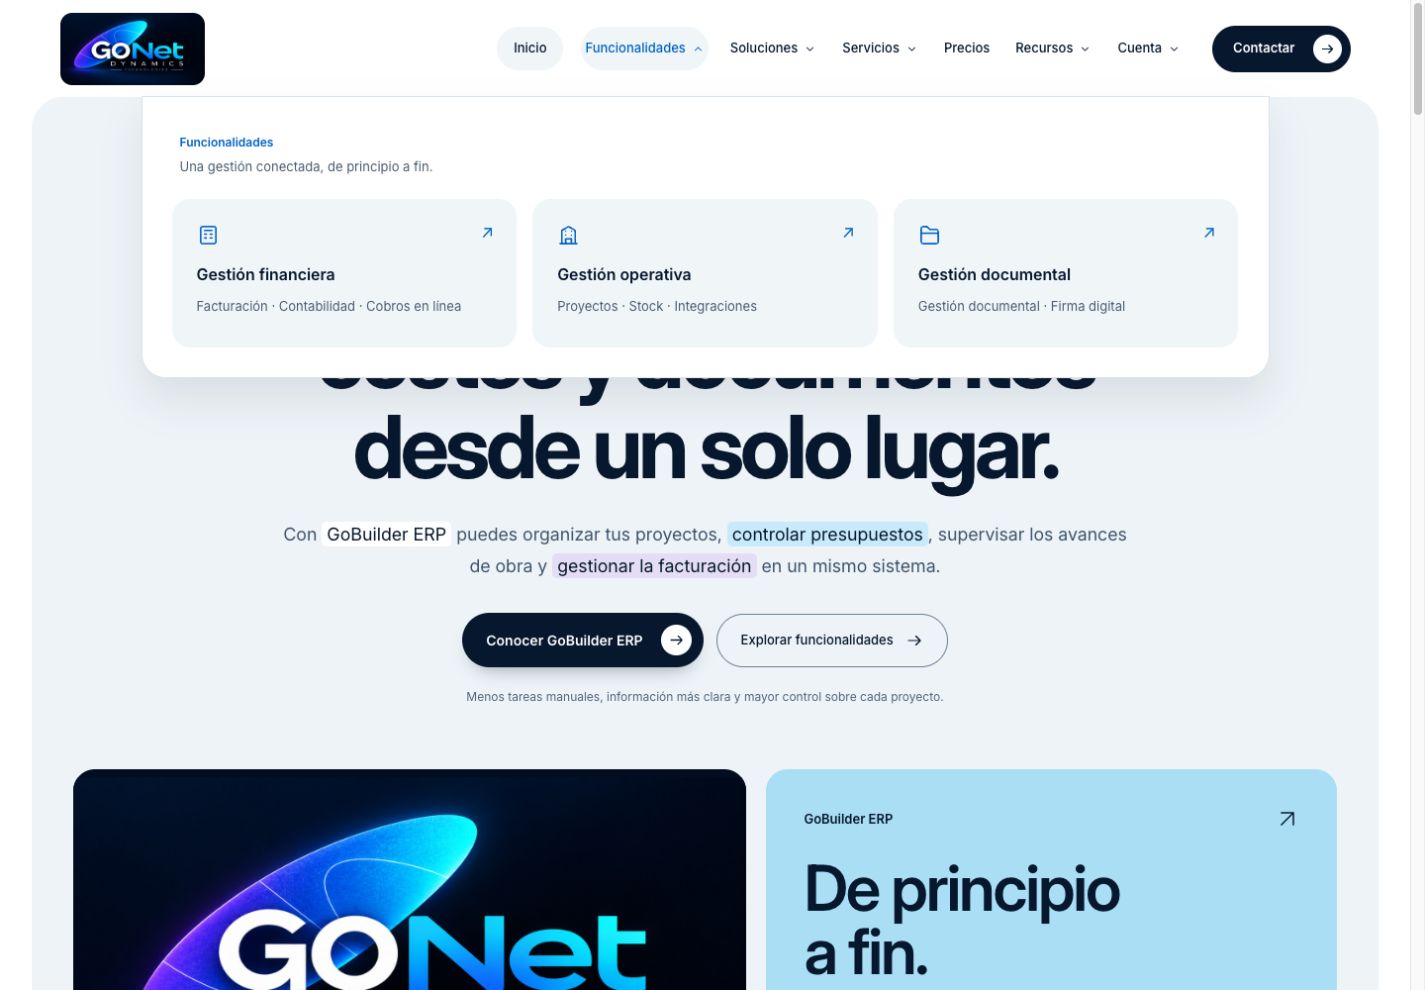 GONet
DYNAMICS
Inicio
Funcionalidades
Soluciones
Servicios
Precios
Recursos
Cuenta
Contactar
Funcionalidades
Una gestión conectada, de principio a fin.
Gestión financiera
Facturación · Contabilidad · Cobros en línea
Gestión operativa
Proyectos · Stock · Integraciones
Gestión documental
Gestión documental · Firma digital
desde un solo lugar.
Con GoBuilder ERP puedes organizar tus proyectos, controlar presupuestos, supervisar los avances
de obra y gestionar la facturación en un mismo sistema.
Conocer GoBuilder ERP
Explorar funcionalidades
Menos tareas manuales, información más clara y mayor control sobre cada proyecto.
GONet
GoBuilder ERP
De principio
a fin.